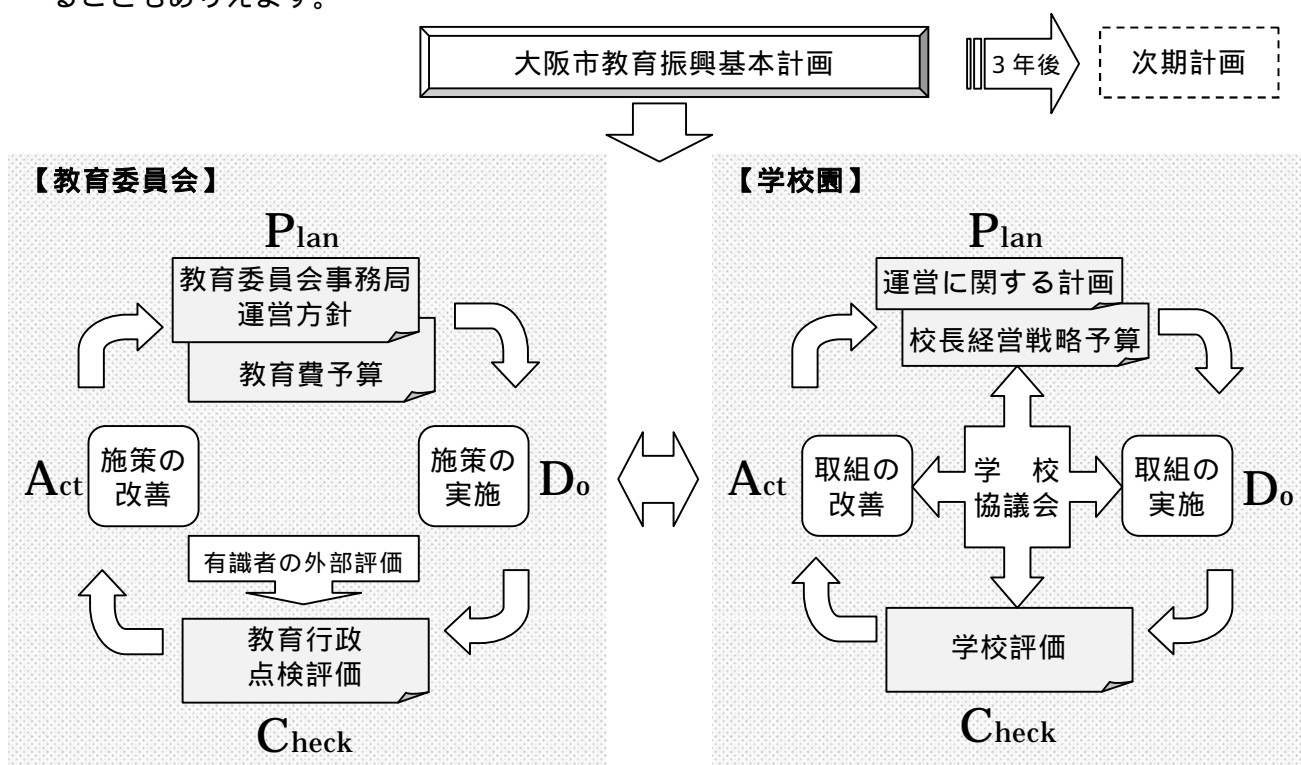 ることもありえます。
大阪市教育振興基本計画
3年後
次期計画
【教育委員会】
Plan
教育委員会事務局
運営方針
教育費予算
施策の
実施
Do
有識者の外部評価
教育行政
点検評価
Check
Act
施策の
改善
【学校園】
Plan
運営に関する計画
校長経営戦略予算
学　校
協議会
取組の
実施
Do
学校評価
Check
Act
取組の
改善